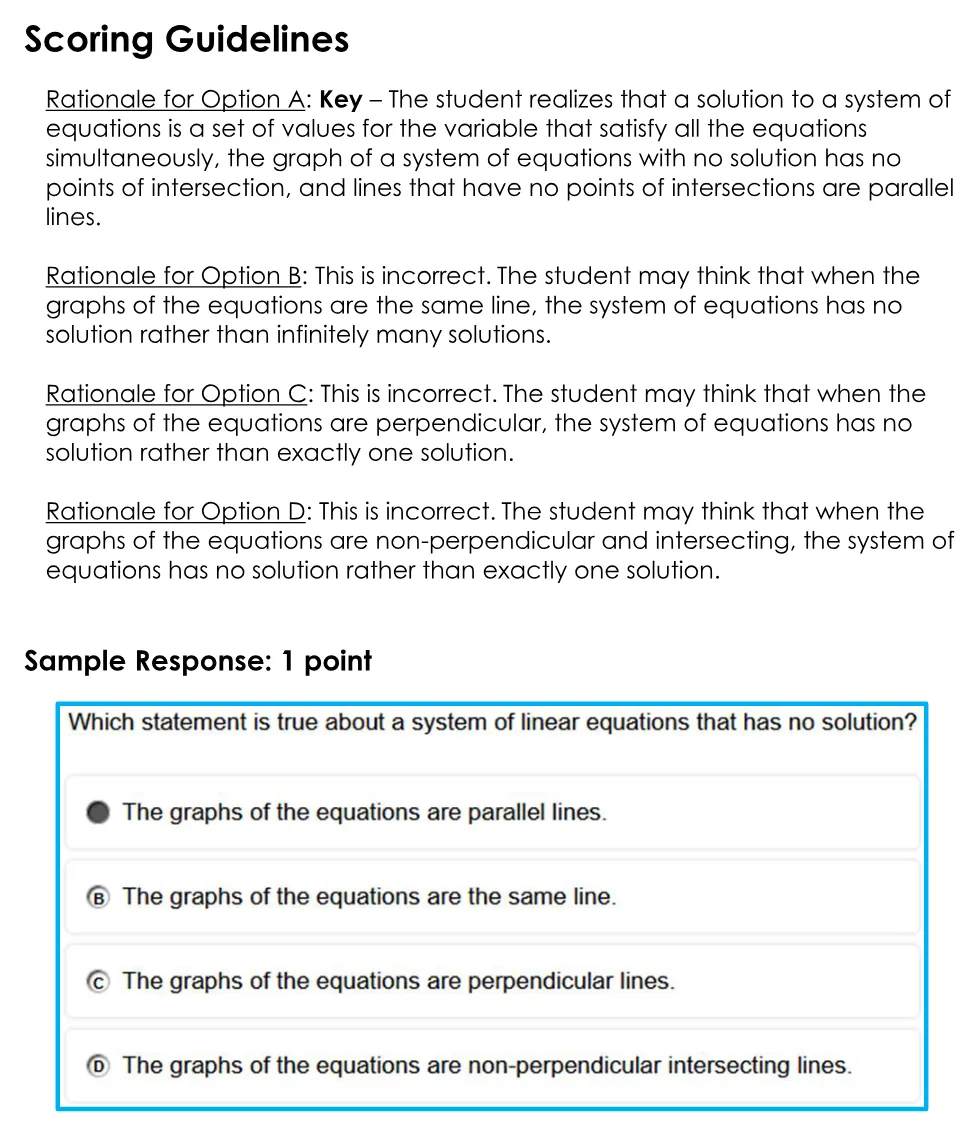 Scoring Guidelines
Rationale for Option A: Key – The student realizes that a solution to a system of
equations is a set of values for the variable that satisfy all the equations
simultaneously, the graph of a system of equations with no solution has no
points of intersection, and lines that have no points of intersections are parallel
lines.
Rationale for Option B: This is incorrect. The student may think that when the
graphs of the equations are the same line, the system of equations has no
solution rather than infinitely many solutions.
Rationale for Option C: This is incorrect. The student may think that when the
graphs of the equations are perpendicular, the system of equations has no
solution rather than exactly one solution.
Rationale for Option D: This is incorrect. The student may think that when the
graphs of the equations are non-perpendicular and intersecting, the system of
equations has no solution rather than exactly one solution.
Sample Response: 1 point
Which statement is true about a system of linear equations that has no solution?
The graphs of the equations are parallel lines.
B The graphs of the equations are the same line.
C The graphs of the equations are perpendicular lines.
D The graphs of the equations are non-perpendicular intersecting lines.